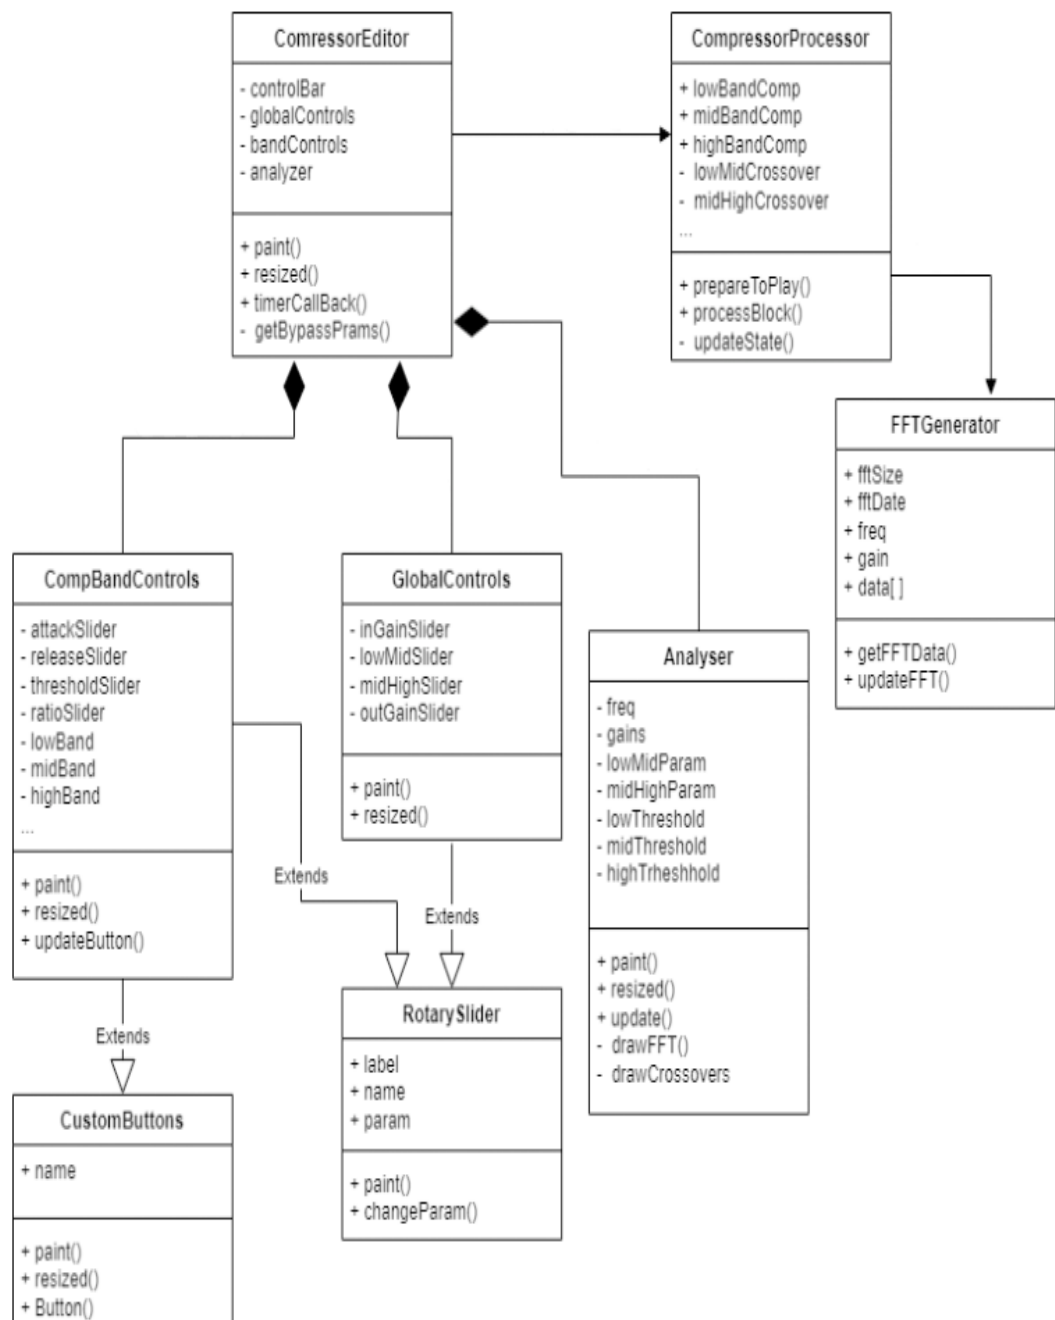 ComressorEditor
- controlBar
- globalControls
- bandControls
- analyzer
+ paint()
+ resized()
+ timerCallBack()
- getBypassPrams()
CompressorProcessor
+ lowBandComp
+ midBandComp
+ highBandComp
- lowMidCrossover
- midHighCrossover
...
+ prepareToPlay()
+ processBlock()
- updateState()
FFTGenerator
+ fftSize
+ fftDate
+ freq
+ gain
+ data[ ]
+ getFFTData()
+ updateFFT()
CompBandControls
- attackSlider
- releaseSlider
- thresholdSlider
- ratioSlider
- lowBand
- midBand
- highBand
...
+ paint()
+ resized()
+ updateButton()
GlobalControls
- inGainSlider
- lowMidSlider
- midHighSlider
- outGainSlider
+ paint()
+ resized()
Analyser
- freq
- gains
- lowMidParam
- midHighParam
- lowThreshold
- midThreshold
- highTrheshhold
+ paint()
+ resized()
+ update()
- drawFFT()
- drawCrossovers
Extends
Extends
Extends
RotarySlider
+ label
+ name
+ param
+ paint()
+ changeParam()
CustomButtons
+ name
+ paint()
+ resized()
+ Button()